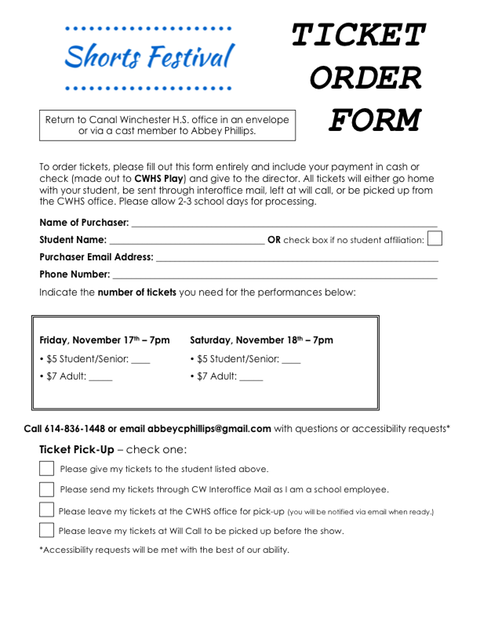 Shorts Festival
TICKET
ORDER
FORM
Return to Canal Winchester H.S. office in an envelope
or via a cast member to Abbey Phillips.
To order tickets, please fill out this form entirely and include your payment in cash or
check (made out to CWHS Play) and give to the director. All tickets will either go home
with your student, be sent through interoffice mail, left at will call, or be picked up from
the CWHS office. Please allow 2-3 school days for processing.
Name of Purchaser: ___
Student Name: ___ OR check box if no student affiliation:
Purchaser Email Address: ___
Phone Number: ___
Indicate the number of tickets you need for the performances below:
Friday, November 17th – 7pm
• $5 Student/Senior: ____
• $7 Adult: _____
Saturday, November 18th – 7pm
• $5 Student/Senior: ____
• $7 Adult: _____
Call 614-836-1448 or email abbeycphillips@gmail.com with questions or accessibility requests*
Ticket Pick-Up – check one:
Please give my tickets to the student listed above.
Please send my tickets through CW Interoffice Mail as I am a school employee.
Please leave my tickets at the CWHS office for pick-up (you will be notified via email when ready.)
Please leave my tickets at Will Call to be picked up before the show.
*Accessibility requests will be met with the best of our ability.